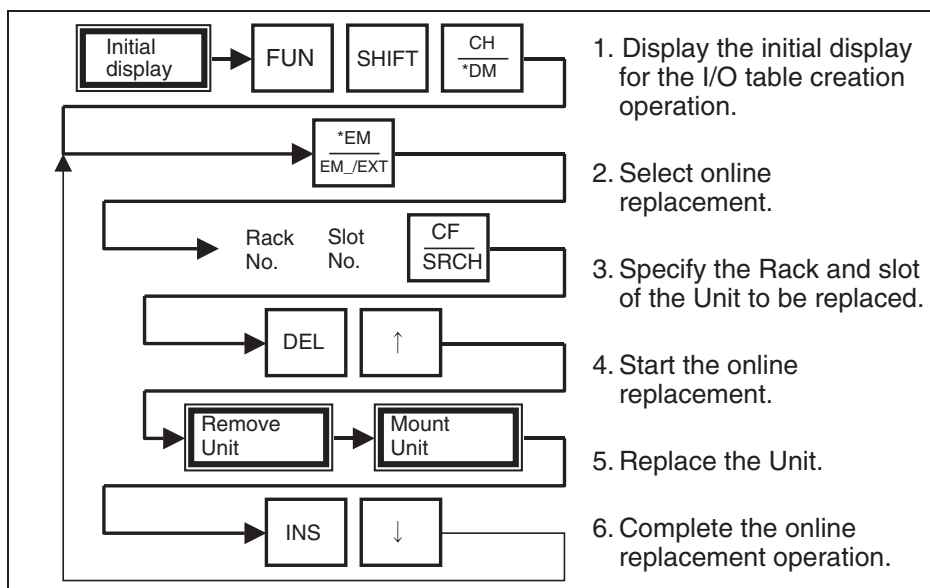 Initial
display
FUN
SHIFT
CH
*DM
1. Display the initial display
for the I/O table creation
operation.
*EM
EM_/EXT
2. Select online
replacement.
Rack
No.
Slot
No.
CF
SRCH
3. Specify the Rack and slot
of the Unit to be replaced.
DEL
↑
4. Start the online
replacement.
Remove
Unit
Mount
Unit
5. Replace the Unit.
INS
↓
6. Complete the online
replacement operation.